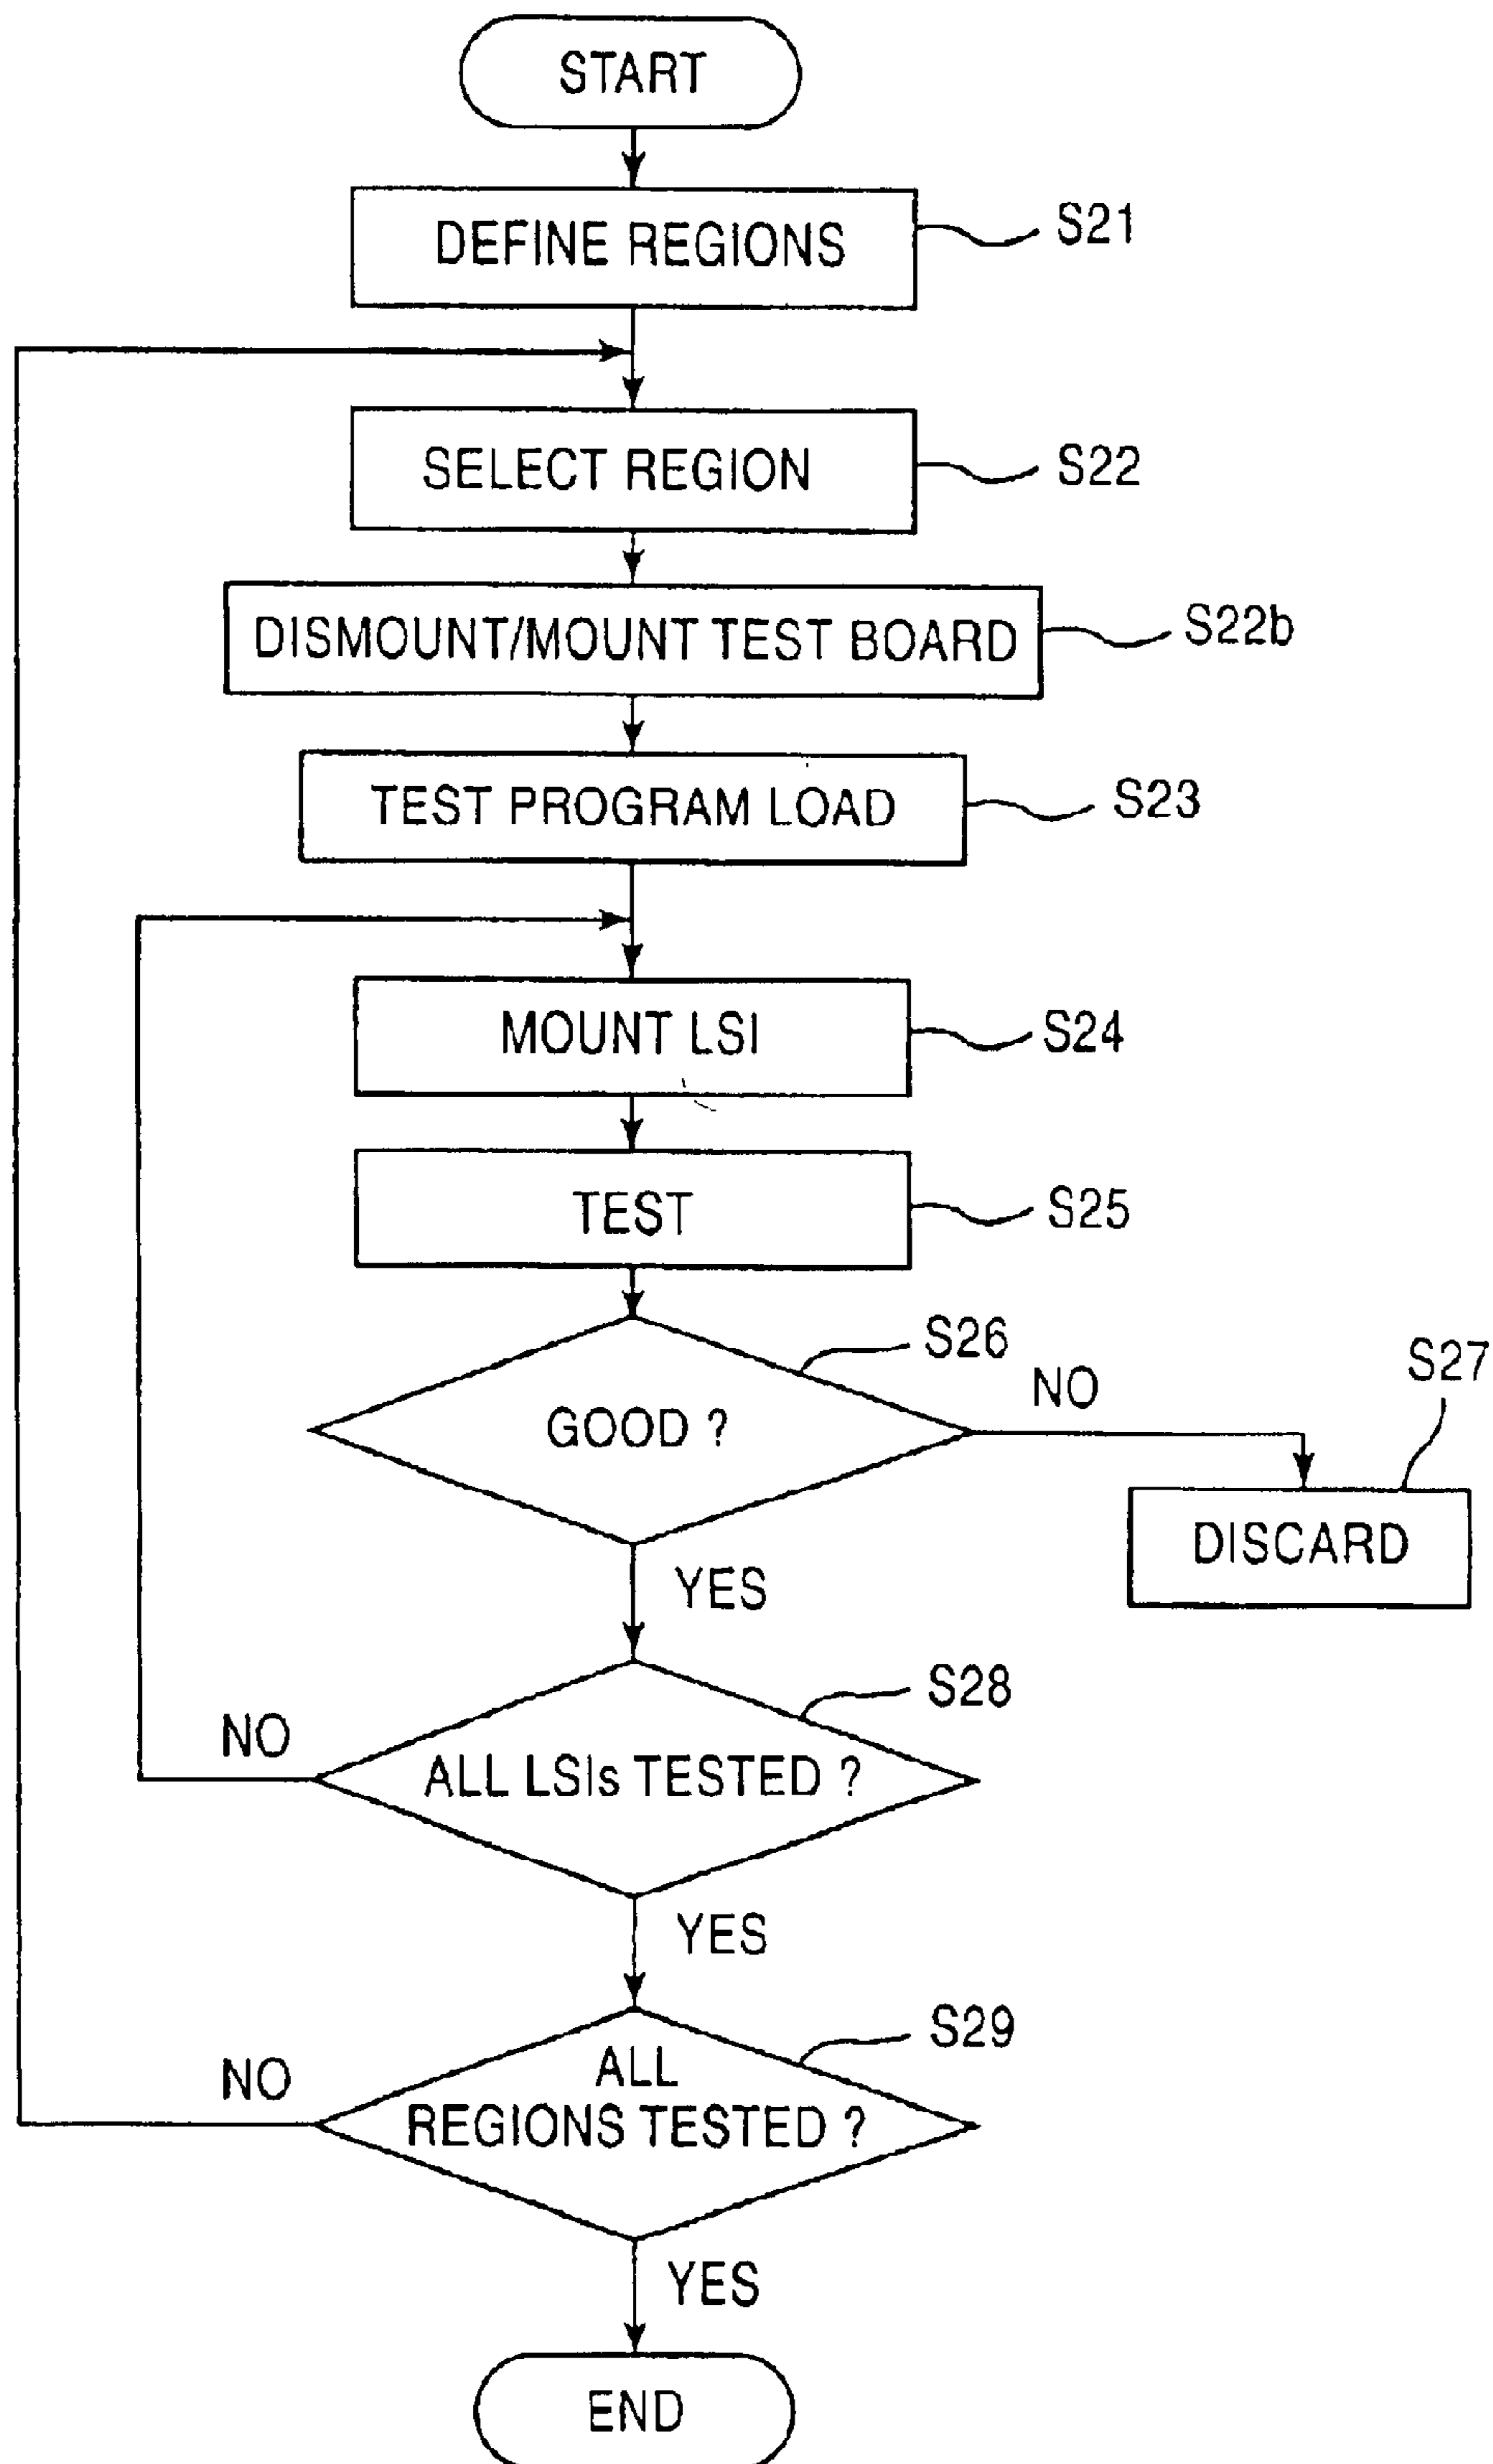 START
DEFINE REGIONS
S21
SELECT REGION
S22
DISMOUNT/MOUNT TEST BOARD
S22b
TEST PROGRAM LOAD
S23
MOUNT LSI
S24
TEST
S25
S26
GOOD ?
NO
S27
DISCARD
YES
S28
NO
ALL LSIs TESTED ?
YES
S29
NO
ALL
REGIONS TESTED ?
YES
END